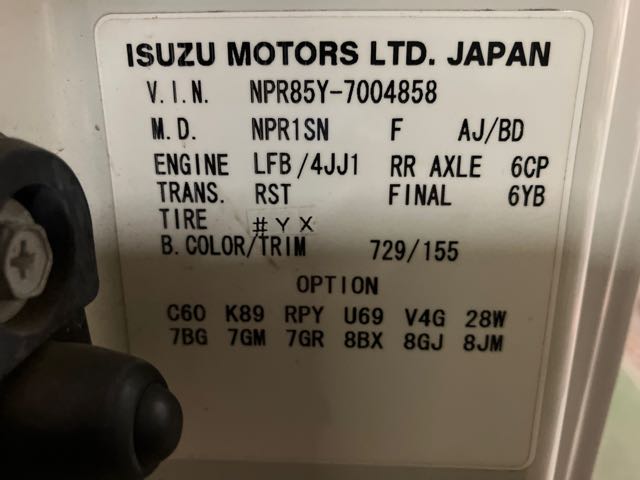 ISUZU MOTORS LTD. JAPAN
V.I.N. NPR85Y-7004858
M.D. NPR1SN F AJ/BD
ENGINE LFB/4JJ1 RR AXLE 6CP
TRANS. RST FINAL 6YB
TIRE #YX
B.COLOR/TRIM 729/155
OPTION
C60 K89 RPY U69 V4G 28W
7BG 7GM 7GR 8BX 8GJ 8JM